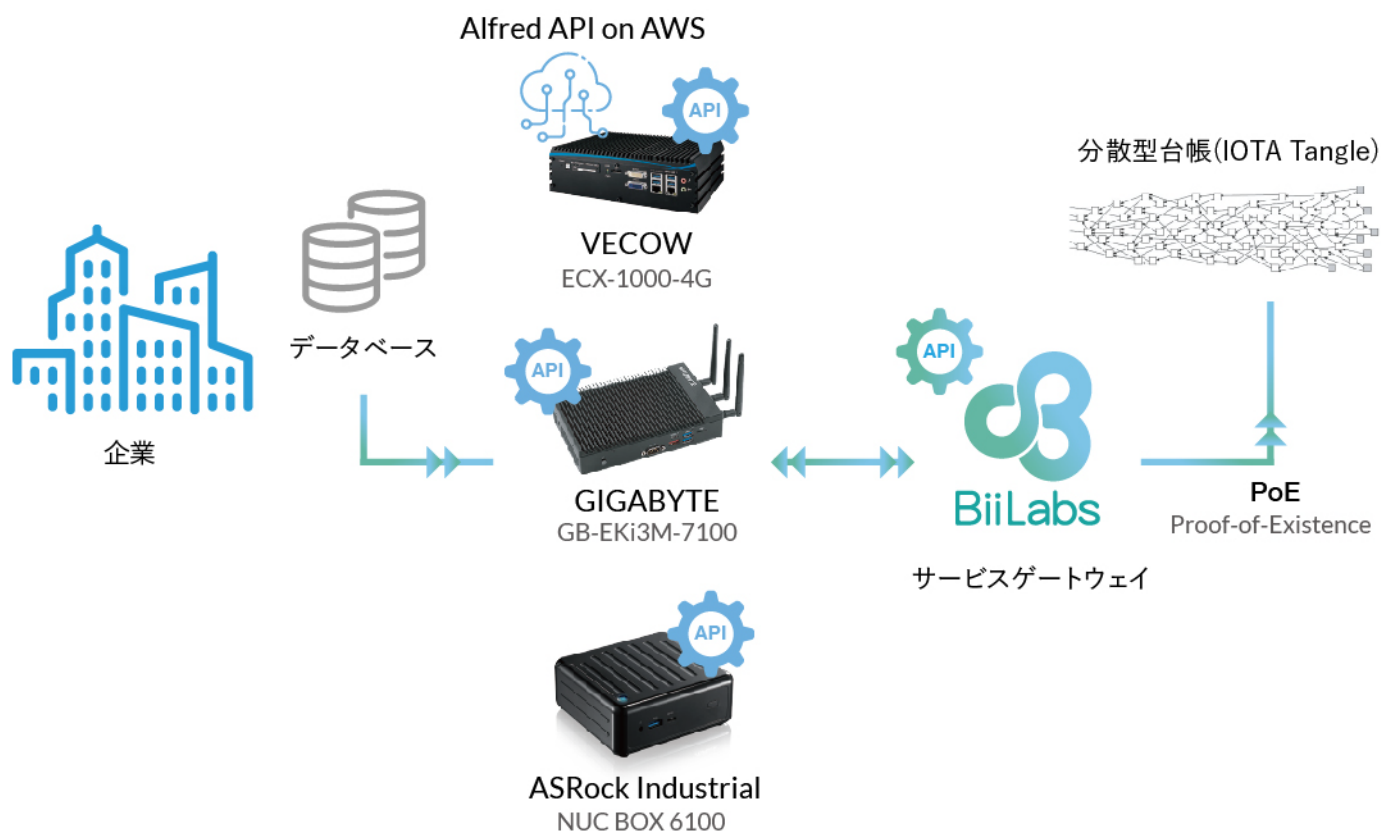 Alfred API on AWS
API
VECOW
ECX-1000-4G
企業
データベース
API
GIGABYTE
GB-EKi3M-7100
API
ASRock Industrial
NUC BOX 6100
API
BiiLabs
サービスゲートウェイ
分散型台帳(IOTA Tangle)
PoE
Proof-of-Existence